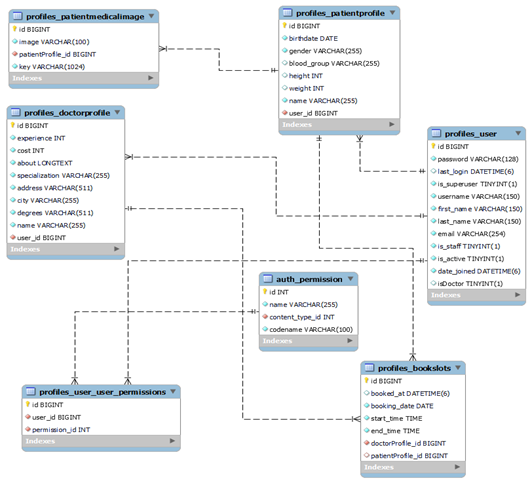 profiles_patientmedicalimage
id BIGINT
image VARCHAR(100)
patientProfile_id BIGINT
key VARCHAR(1024)
Indexes
profiles_patientprofile
id BIGINT
birthdate DATE
gender VARCHAR(255)
blood_group VARCHAR(255)
height INT
weight INT
name VARCHAR(255)
user_id BIGINT
Indexes
profiles_doctorprofile
id BIGINT
experience INT
cost INT
about LONGTEXT
specialization VARCHAR(255)
address VARCHAR(511)
city VARCHAR(255)
degrees VARCHAR(511)
name VARCHAR(255)
user_id BIGINT
Indexes
profiles_user
id BIGINT
password VARCHAR(128)
last_login DATETIME(6)
is_superuser TINYINT(1)
username VARCHAR(150)
first_name VARCHAR(150)
last_name VARCHAR(150)
email VARCHAR(254)
is_staff TINYINT(1)
is_active TINYINT(1)
date_joined DATETIME(6)
isDoctor TINYINT(1)
Indexes
auth_permission
id INT
name VARCHAR(255)
content_type_id INT
codename VARCHAR(100)
Indexes
profiles_user_user_permissions
id BIGINT
user_id BIGINT
permission_id INT
Indexes
profiles_bookslots
id BIGINT
booked_at DATETIME(6)
booking_date DATE
start_time TIME
end_time TIME
doctorProfile_id BIGINT
patientProfile_id BIGINT
Indexes